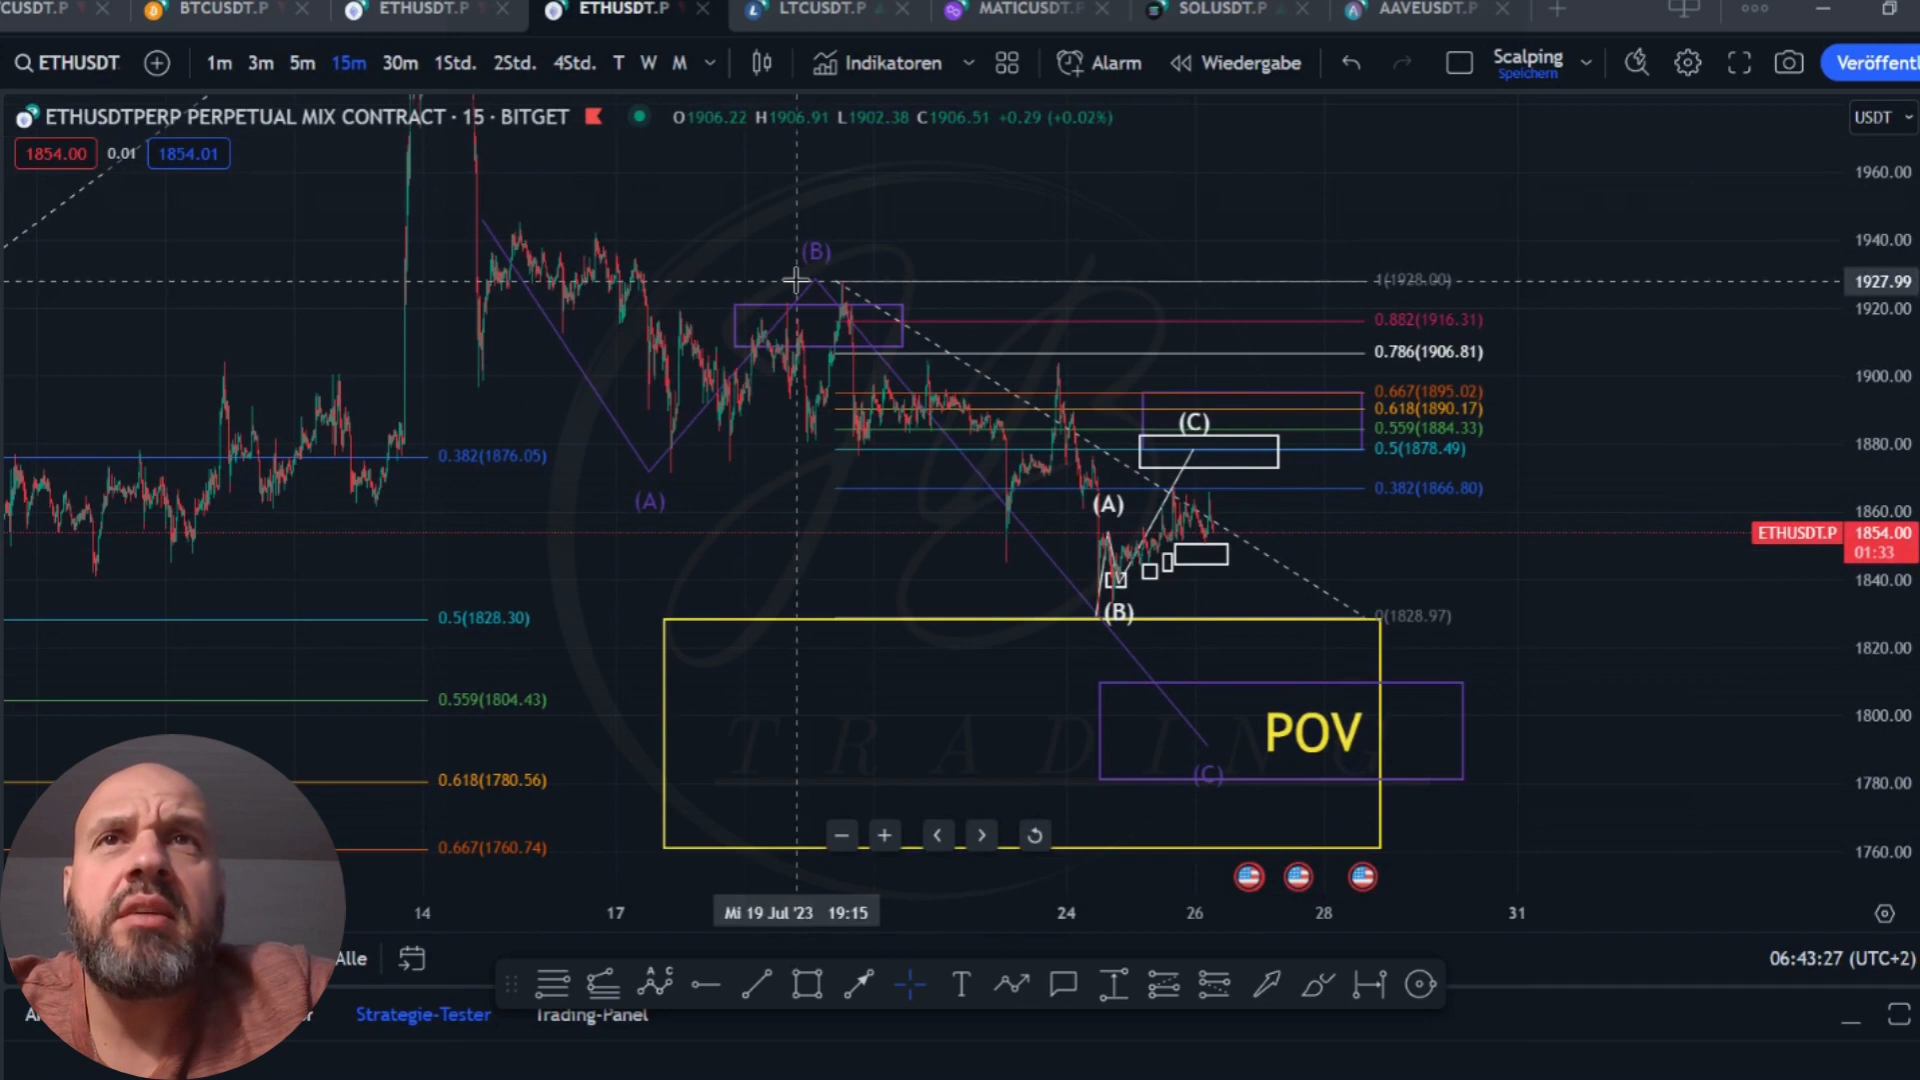 CUSDT.P
BTCUSDT.P
ETHUSDT.P
ETHUSDT.P
LTCUSDT.P
MATICUSDT.P
SOLUSDT.P
AAVEUSDT.P
ETHUSDT
1m 3m 5m 15m 30m 1Std. 2Std. 4Std. T W M
Indikatoren
Alarm
Wiedergabe
Scalping
Speichern
Veröffentl
ETHUSDTPERP PERPETUAL MIX CONTRACT · 15 · BITGET
O1906.22 H1906.91 L1902.38 C1906.51 +0.29 (+0.02%)
USDT
1854.00 0.01 1854.01
1960.00
1940.00
(B)
1(1928.00)
1927.99
1920.00
0.882(1916.31)
0.786(1906.81)
1900.00
0.667(1895.02)
0.618(1890.17)
(C)
0.559(1884.33)
1880.00
0.5(1878.49)
0.382(1876.05)
0.382(1866.80)
(A)
(A)
1860.00
ETHUSDT.P 1854.00
01:33
1840.00
(B)
0(1828.97)
0.5(1828.30)
1820.00
0.559(1804.43)
1800.00
POV
TRADING
(C)
0.618(1780.56)
1780.00
0.667(1760.74)
1760.00
14
17
Mi 19 Jul '23 19:15
24
26
28
31
Alle
06:43:27 (UTC+2)
Strategie-Tester
Trading-Panel